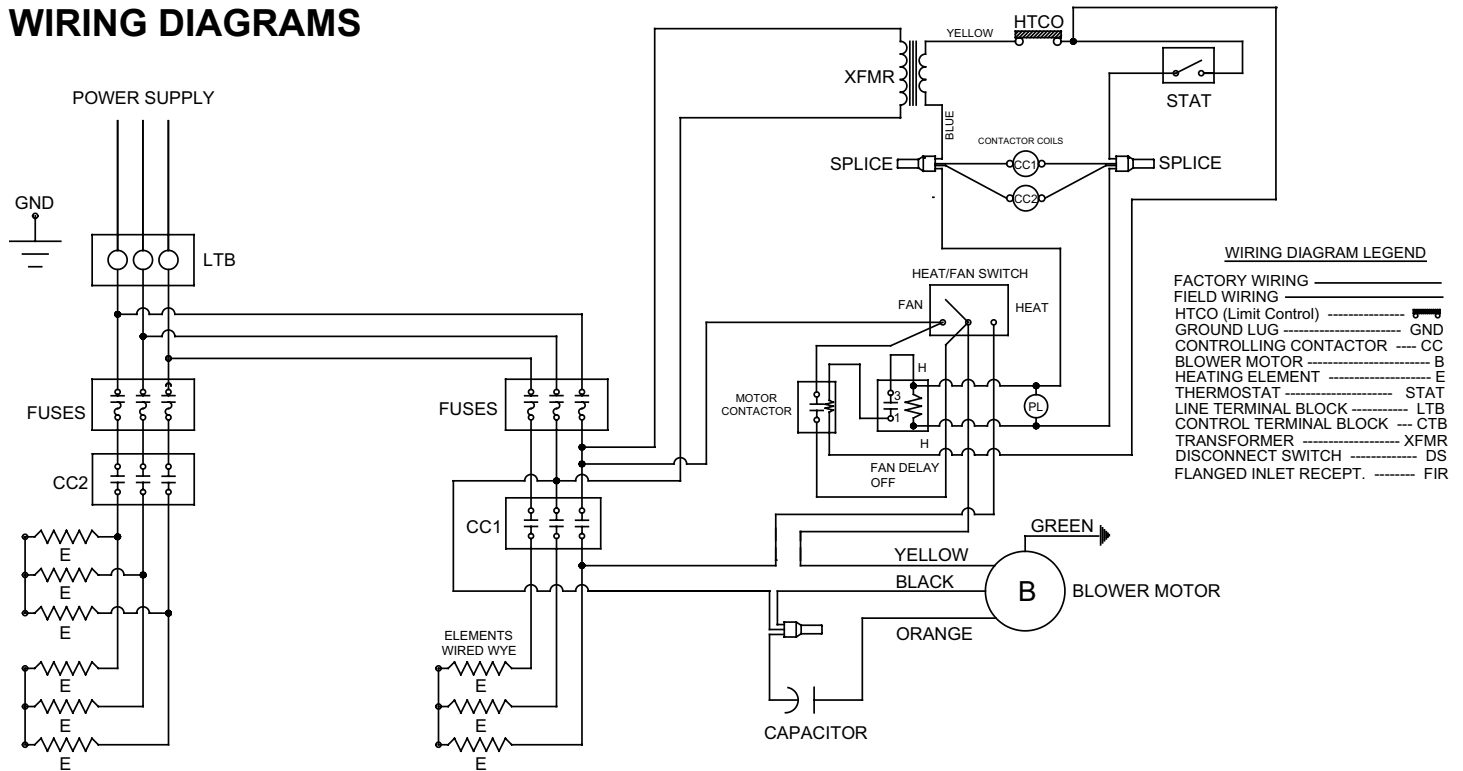 WIRING DIAGRAMS
POWER SUPPLY
GND
LTB
FUSES
CC2
E
E
E
E
E
E
FUSES
CC1
ELEMENTS
WIRED WYE
E
E
E
XFMR
YELLOW
HTCO
STAT
BLUE
CONTACTOR COILS
SPLICE
CC1
SPLICE
CC2
HEAT/FAN SWITCH
FAN
HEAT
MOTOR
CONTACTOR
H
3
1
H
PL
FAN DELAY
OFF
GREEN
YELLOW
BLACK
B
BLOWER MOTOR
ORANGE
CAPACITOR
WIRING DIAGRAM LEGEND
FACTORY WIRING
FIELD WIRING
HTCO (Limit Control) ---------------
GROUND LUG ----------------------- GND
CONTROLLING CONTACTOR ---- CC
BLOWER MOTOR ------------------------ B
HEATING ELEMENT -------------------- E
THERMOSTAT --------------------- STAT
LINE TERMINAL BLOCK ------------ LTB
CONTROL TERMINAL BLOCK --- CTB
TRANSFORMER ------------------- XFMR
DISCONNECT SWITCH ------------- DS
FLANGED INLET RECEPT. -------- FIR